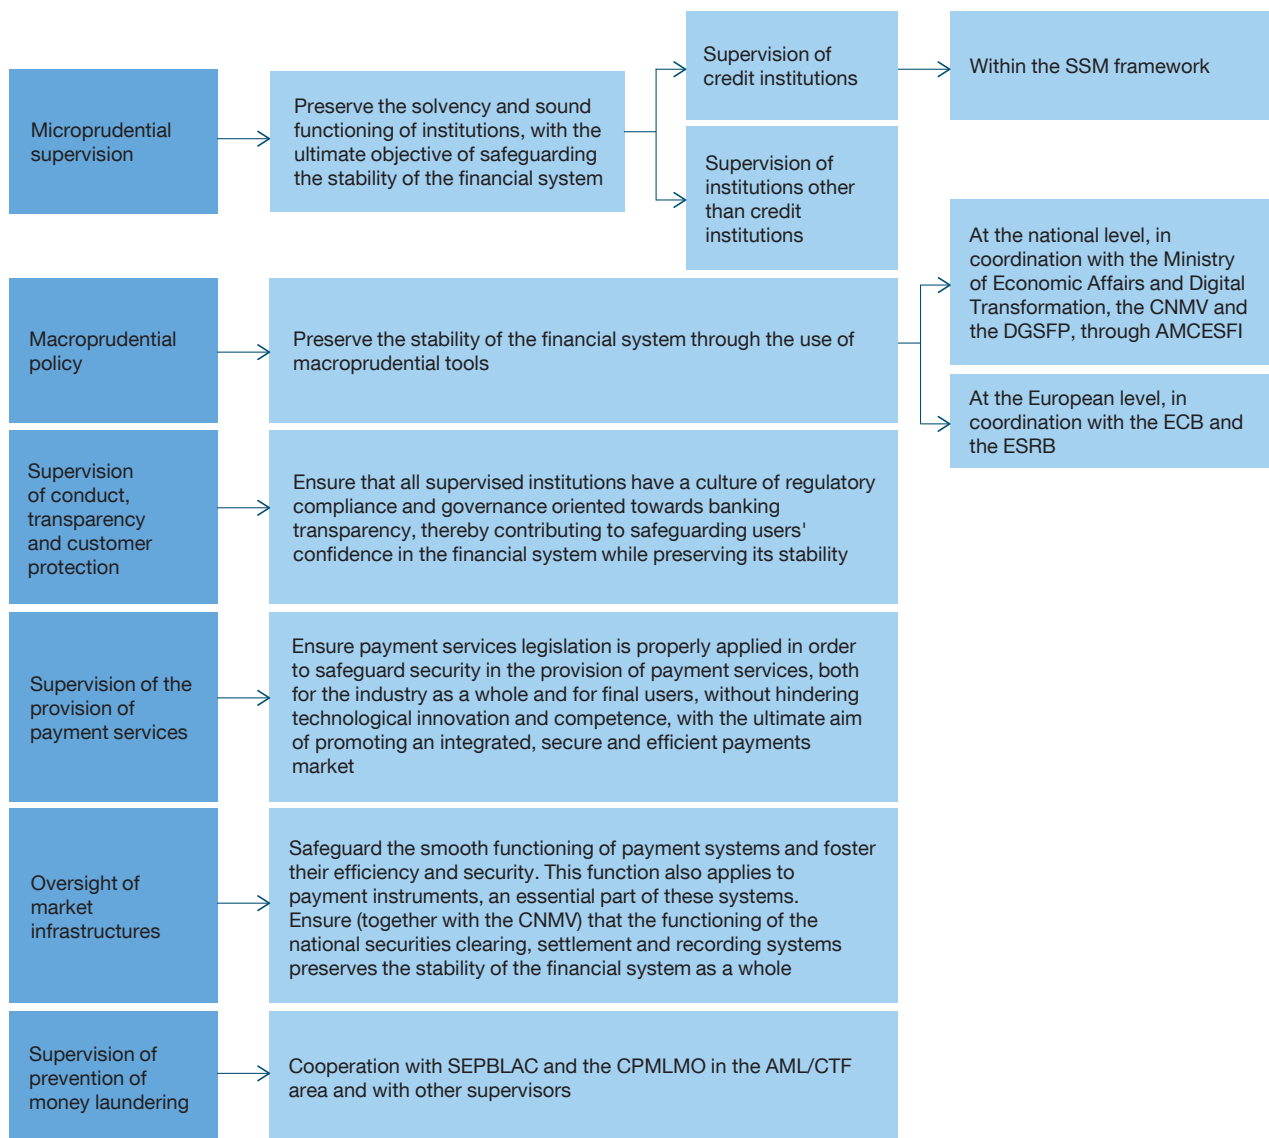 Microprudential
supervision
Preserve the solvency and sound
functioning of institutions, with the
ultimate objective of safeguarding
the stability of the financial system
Supervision of
credit institutions
Within the SSM framework
Supervision of
institutions other
than credit
institutions
Macroprudential
policy
Preserve the stability of the financial system through the use of
macroprudential tools
At the national level, in
coordination with the Ministry
of Economic Affairs and Digital
Transformation, the CNMV and
the DGSFP, through AMCESFI
At the European level, in
coordination with the ECB and
the ESRB
Supervision
of conduct,
transparency
and customer
protection
Ensure that all supervised institutions have a culture of regulatory
compliance and governance oriented towards banking
transparency, thereby contributing to safeguarding users'
confidence in the financial system while preserving its stability
Supervision of the
provision of
payment services
Ensure payment services legislation is properly applied in order
to safeguard security in the provision of payment services, both
for the industry as a whole and for final users, without hindering
technological innovation and competence, with the ultimate aim
of promoting an integrated, secure and efficient payments
market
Oversight of
market
infrastructures
Safeguard the smooth functioning of payment systems and foster
their efficiency and security. This function also applies to
payment instruments, an essential part of these systems.
Ensure (together with the CNMV) that the functioning of the
national securities clearing, settlement and recording systems
preserves the stability of the financial system as a whole
Supervision of
prevention of
money laundering
Cooperation with SEPBLAC and the CPMLMO in the AML/CTF
area and with other supervisors